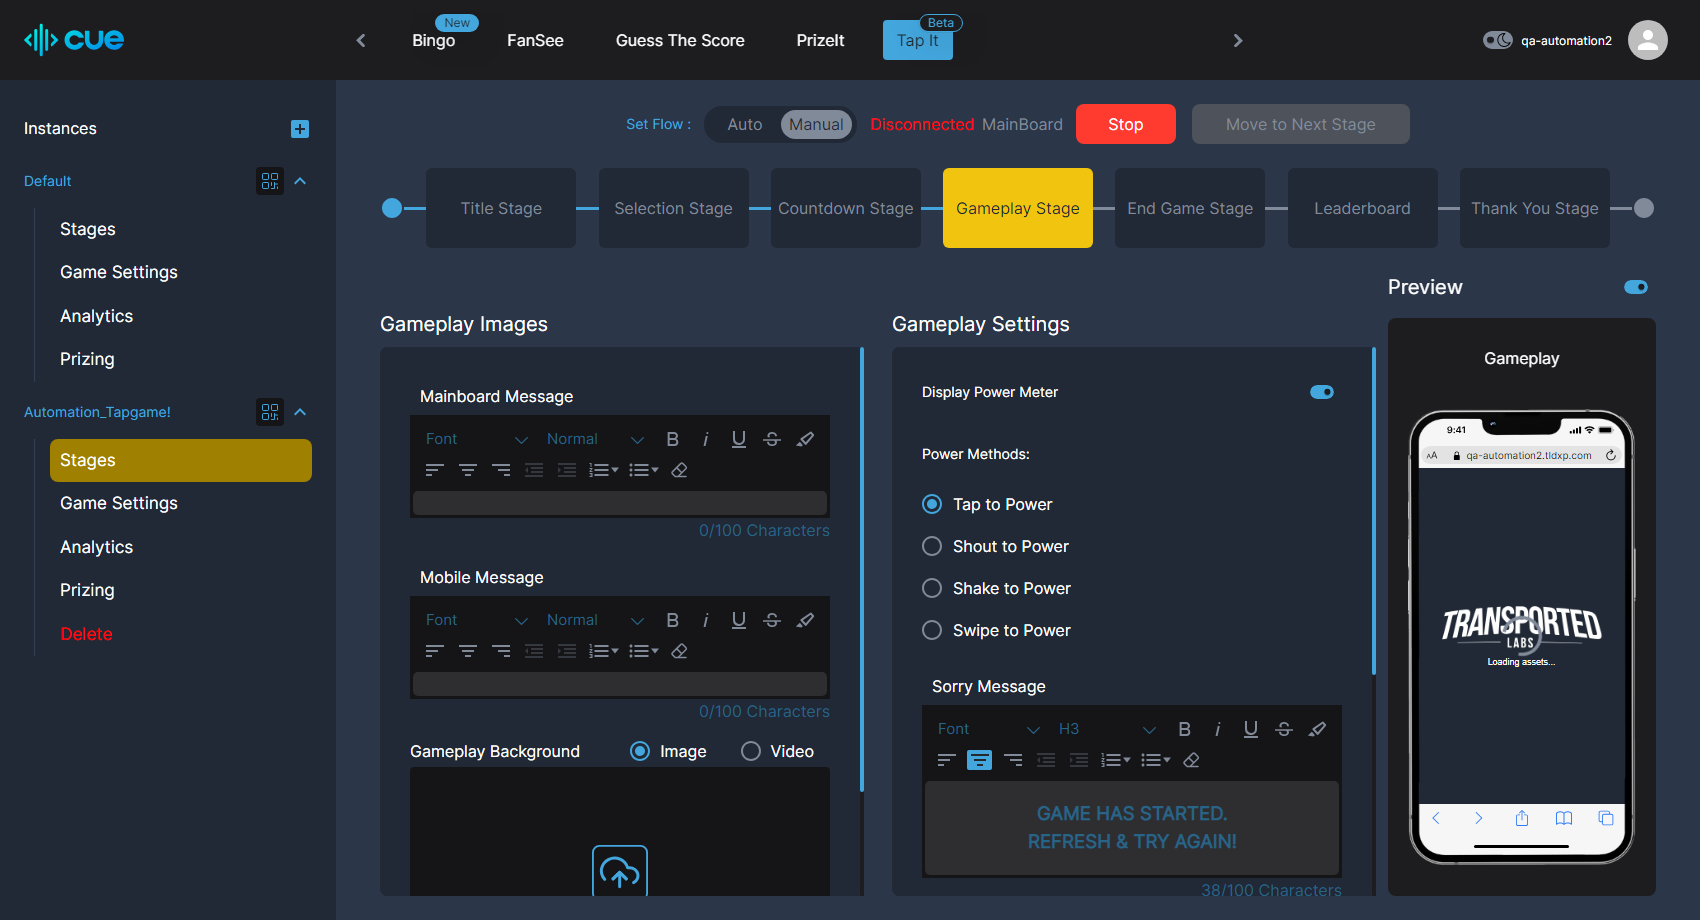 cue
New
Bingo
FanSee
Guess The Score
PrizeIt
Beta
Tap It
qa-automation2
Instances
Default
Stages
Game Settings
Analytics
Prizing
Automation_Tapgame!
Stages
Game Settings
Analytics
Prizing
Delete
Set Flow :
Auto
Manual
Disconnected MainBoard
Stop
Move to Next Stage
Title Stage
Selection Stage
Countdown Stage
Gameplay Stage
End Game Stage
Leaderboard
Thank You Stage
Gameplay Images
Mainboard Message
Font
Normal
B i U S
0/100 Characters
Mobile Message
Font
Normal
B i U S
0/100 Characters
Gameplay Background
Image
Video
Gameplay Settings
Display Power Meter
Power Methods:
Tap to Power
Shout to Power
Shake to Power
Swipe to Power
Sorry Message
Font
H3
B i U S
GAME HAS STARTED.
REFRESH & TRY AGAIN!
38/100 Characters
Preview
Gameplay
9:41
AA
qa-automation2.tldxp.com
TRANSPORTED
LABS
Loading assets...